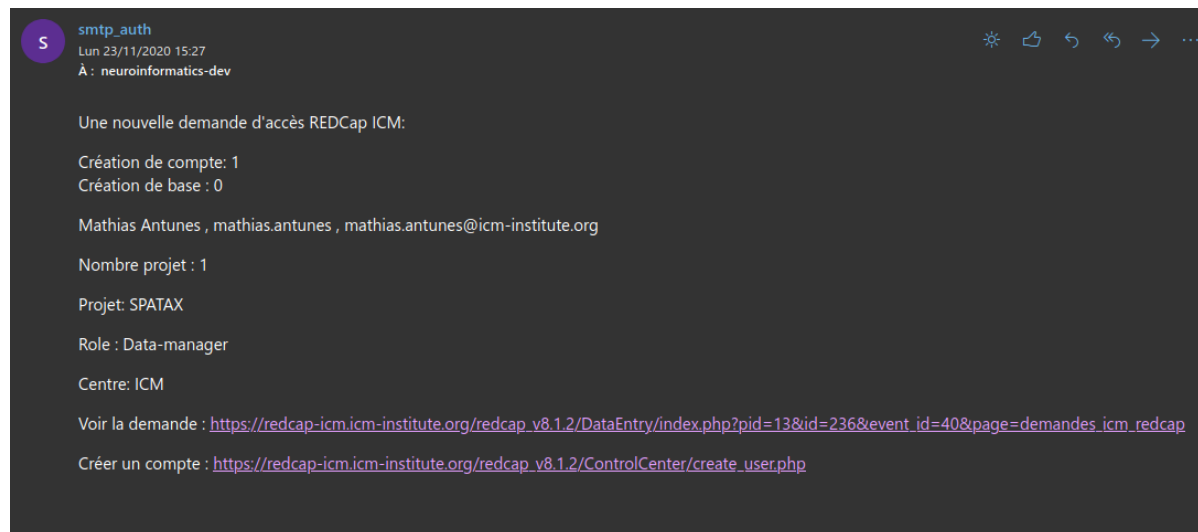 S
smtp_auth
Lun 23/11/2020 15:27
À : neuroinformatics-dev
Une nouvelle demande d'accès REDCap ICM:
Création de compte: 1
Création de base : 0
Mathias Antunes , mathias.antunes , mathias.antunes@icm-institute.org
Nombre projet : 1
Projet: SPATAX
Role : Data-manager
Centre: ICM
Voir la demande : https://redcap-icm.icm-institute.org/redcap_v8.1.2/DataEntry/index.php?pid=13&id=236&event_id=40&page=demandes_icm_redcap
Créer un compte : https://redcap-icm.icm-institute.org/redcap_v8.1.2/ControlCenter/create_user.php